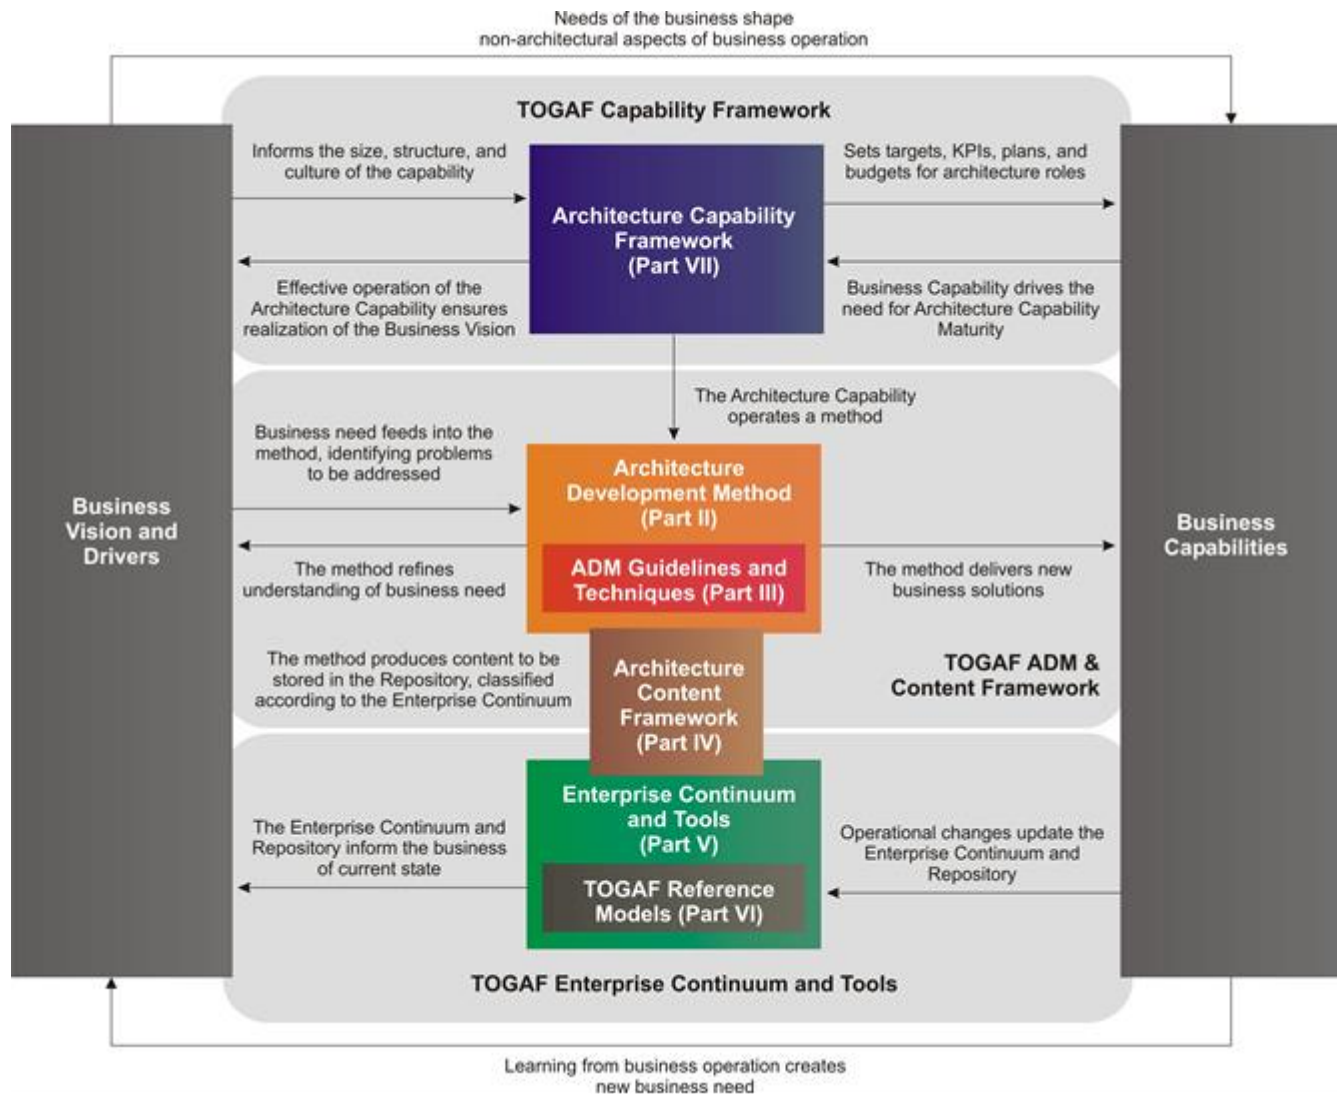 Needs of the business shape
non-architectural aspects of business operation
TOGAF Capability Framework
Informs the size, structure, and
culture of the capability
Architecture Capability
Framework
(Part VII)
Sets targets, KPIs, plans, and
budgets for architecture roles
Effective operation of the
Architecture Capability ensures
realization of the Business Vision
Business Capability drives the
need for Architecture Capability
Maturity
The Architecture Capability
operates a method
Business need feeds into the
method, identifying problems
to be addressed
Business
Vision and
Drivers
Architecture
Development Method
(Part II)
ADM Guidelines and
Techniques (Part III)
Business
Capabilities
The method refines
understanding of business need
The method delivers new
business solutions
The method produces content to be
stored in the Repository, classified
according to the Enterprise Continuum
Architecture
Content
Framework
(Part IV)
TOGAF ADM &
Content Framework
Enterprise Continuum
and Tools
(Part V)
TOGAF Reference
Models (Part VI)
The Enterprise Continuum and
Repository inform the business
of current state
Operational changes update the
Enterprise Continuum and
Repository
TOGAF Enterprise Continuum and Tools
Learning from business operation creates
new business need